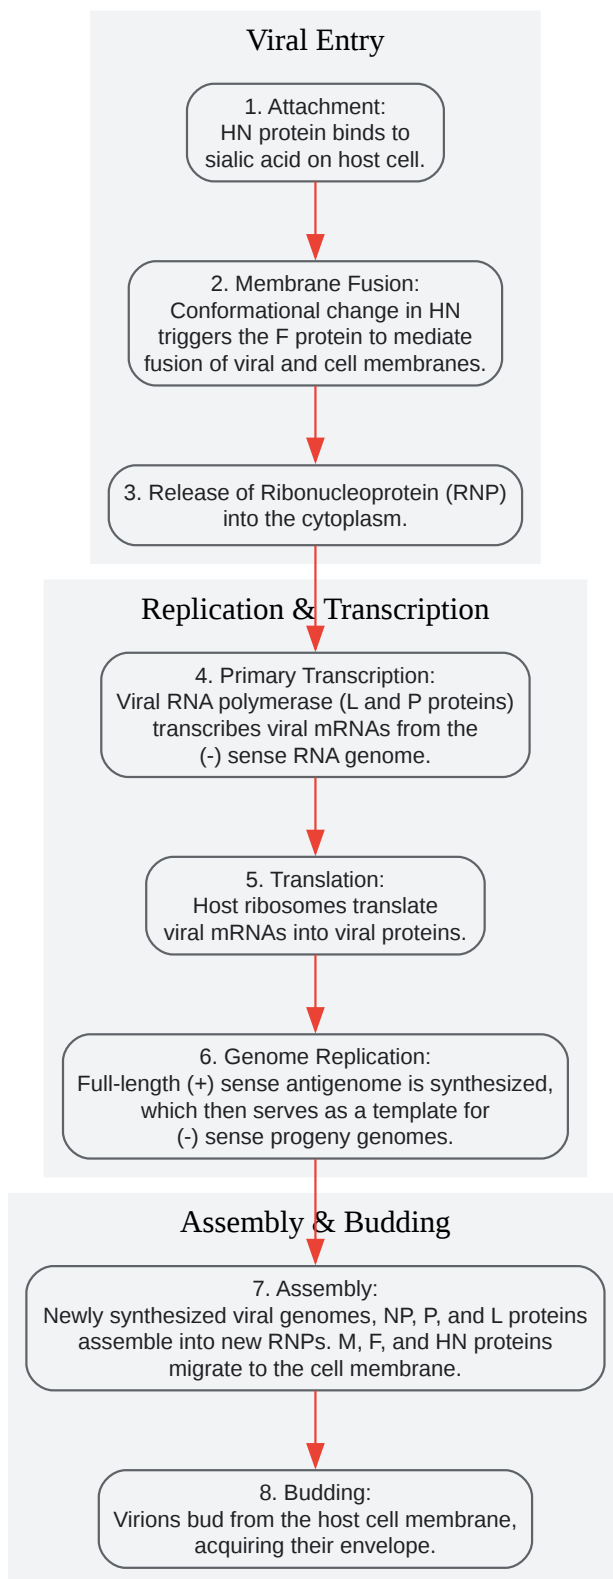 Viral Entry
1. Attachment:
HN protein binds to
sialic acid on host cell.
2. Membrane Fusion:
Conformational change in HN
triggers the F protein to mediate
fusion of viral and cell membranes.
3. Release of Ribonucleoprotein (RNP)
into the cytoplasm.
Replication & Transcription
4. Primary Transcription:
Viral RNA polymerase (L and P proteins)
transcribes viral mRNAs from the
(-) sense RNA genome.
5. Translation:
Host ribosomes translate
viral mRNAs into viral proteins.
6. Genome Replication:
Full-length (+) sense antigenome is synthesized,
which then serves as a template for
(-) sense progeny genomes.
Assembly & Budding
7. Assembly:
Newly synthesized viral genomes, NP, P, and L proteins
assemble into new RNPs. M, F, and HN proteins
migrate to the cell membrane.
8. Budding:
Virions bud from the host cell membrane,
acquiring their envelope.